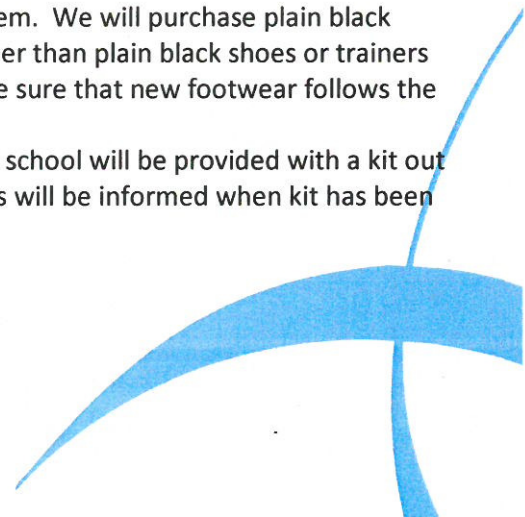 em. We will purchase plain black
er than plain black shoes or trainers
e sure that new footwear follows the
school will be provided with a kit out
s will be informed when kit has been